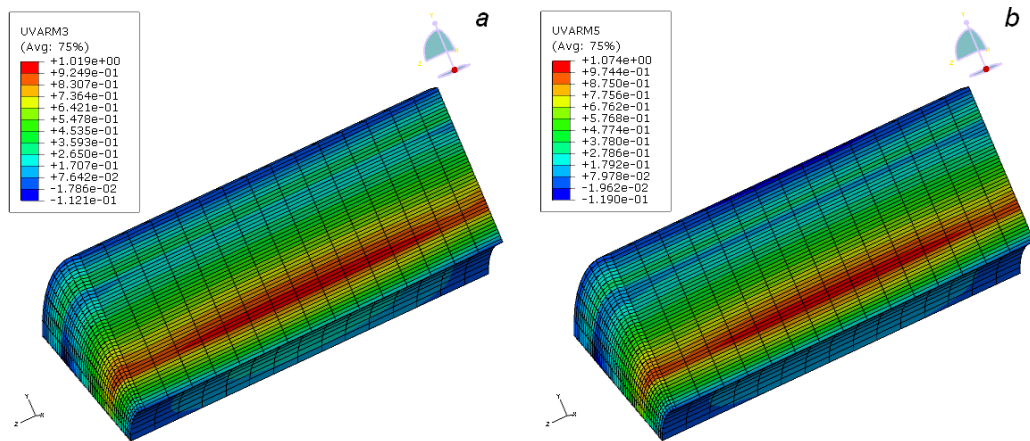 a
UVARM3
(Avg: 75%)
+1.019e+00
+9.249e-01
+8.307e-01
+7.364e-01
+6.421e-01
+5.478e-01
+4.535e-01
+3.593e-01
+2.650e-01
+1.707e-01
+7.642e-02
-1.786e-02
-1.121e-01
Y
X
Z
Y
X
Z
b
UVARM5
(Avg: 75%)
+1.074e+00
+9.744e-01
+8.750e-01
+7.756e-01
+6.762e-01
+5.768e-01
+4.774e-01
+3.780e-01
+2.786e-01
+1.792e-01
+7.978e-02
-1.962e-02
-1.190e-01
Y
X
Z
Y
X
Z